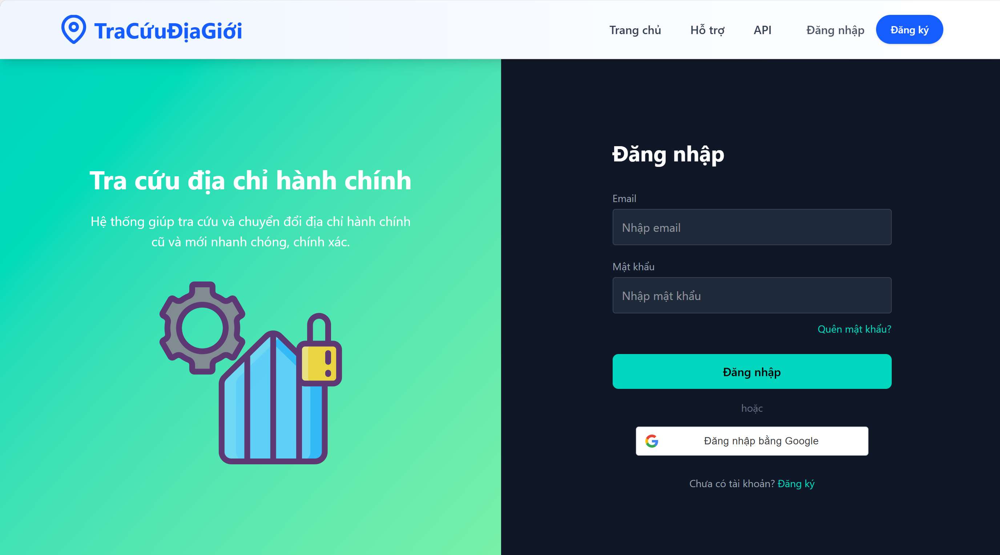 TraCứuĐịaGiới
Trang chủ
Hỗ trợ
API
Đăng nhập
Đăng ký
Tra cứu địa chỉ hành chính
Hệ thống giúp tra cứu và chuyển đổi địa chỉ hành chính
cũ và mới nhanh chóng, chính xác.
Đăng nhập
Email
Nhập email
Mật khẩu
Nhập mật khẩu
Quên mật khẩu?
Đăng nhập
hoặc
Đăng nhập bằng Google
Chưa có tài khoản? Đăng ký